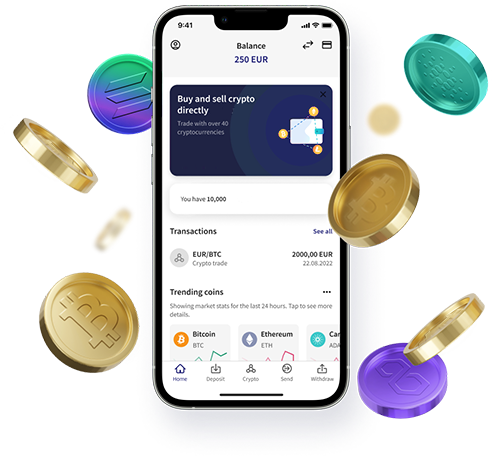 9:41
Balance
250 EUR
Buy and sell crypto
directly
Trade with over 40
cryptocurrencies
You have 10,000
Transactions See all
EUR/BTC 2000,00 EUR
Crypto trade 22.08.2022
Trending coins
Showing market stats for the last 24 hours. Tap to see more
details.
Bitcoin Ethereum Car
BTC ETH ADA
Home Deposit Crypto Send Withdraw